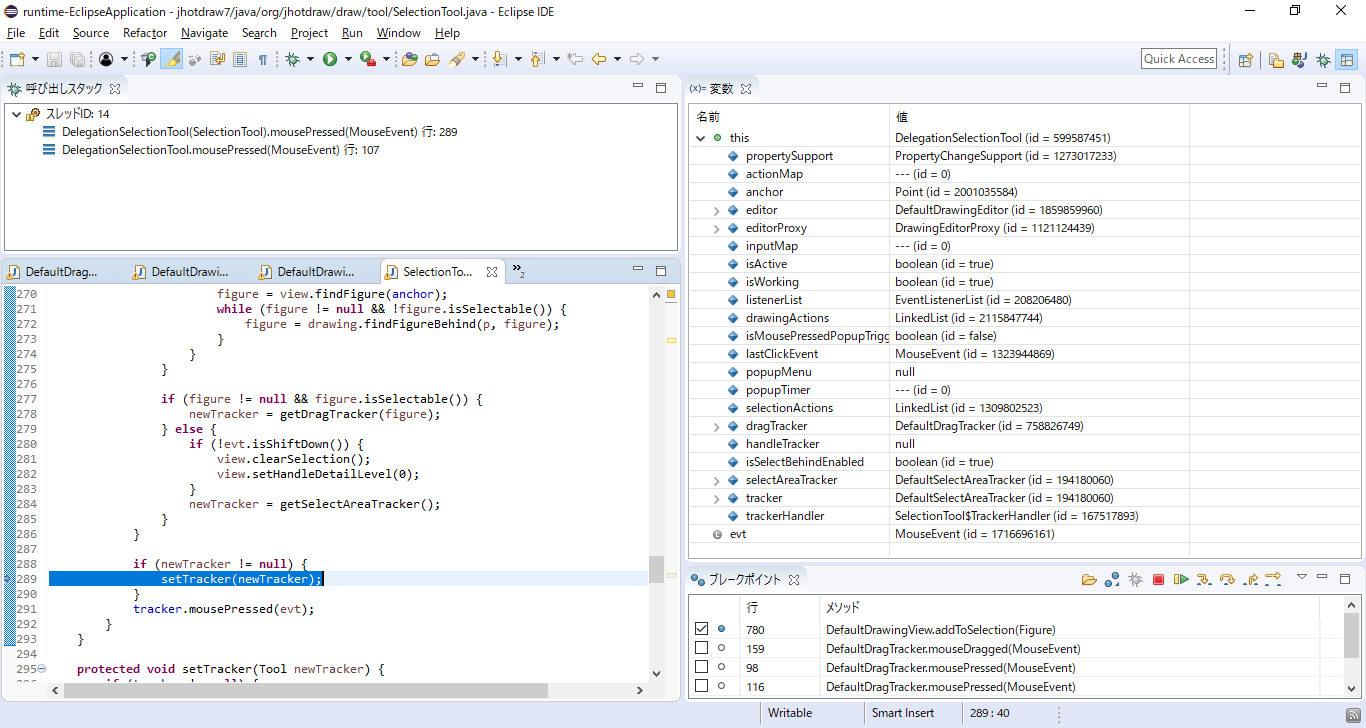 runtime-EclipseApplication - jhotdraw7/java/org/jhotdraw/draw/tool/SelectionTool.java - Eclipse IDE
File Edit Source Refactor Navigate Search Project Run Window Help
Quick Access
呼び出しスタック
スレッドID: 14
DelegationSelectionTool(SelectionTool).mousePressed(MouseEvent) 行: 289
DelegationSelectionTool.mousePressed(MouseEvent) 行: 107
DefaultDrag... DefaultDrawi... DefaultDrawi... SelectionTo... »2
270 figure = view.findFigure(anchor);
271 while (figure != null && !figure.isSelectable()) {
272 figure = drawing.findFigureBehind(p, figure);
273 }
274 }
275 }
276
277 if (figure != null && figure.isSelectable()) {
278 newTracker = getDragTracker(figure);
279 } else {
280 if (!evt.isShiftDown()) {
281 view.clearSelection();
282 view.setHandleDetailLevel(0);
283 }
284 newTracker = getSelectAreaTracker();
285 }
286 }
287
288 if (newTracker != null) {
289 setTracker(newTracker);
290 }
291 tracker.mousePressed(evt);
292 }
293 }
294
295 protected void setTracker(Tool newTracker) {
(x)= 変数
名前 値
this DelegationSelectionTool (id = 599587451)
propertySupport PropertyChangeSupport (id = 1273017233)
actionMap --- (id = 0)
anchor Point (id = 2001035584)
editor DefaultDrawingEditor (id = 1859859960)
editorProxy DrawingEditorProxy (id = 1121124439)
inputMap --- (id = 0)
isActive boolean (id = true)
isWorking boolean (id = true)
listenerList EventListenerList (id = 208206480)
drawingActions LinkedList (id = 2115847744)
isMousePressedPopupTrigg boolean (id = false)
lastClickEvent MouseEvent (id = 1323944869)
popupMenu null
popupTimer --- (id = 0)
selectionActions LinkedList (id = 1309802523)
dragTracker DefaultDragTracker (id = 758826749)
handleTracker null
isSelectBehindEnabled boolean (id = true)
selectAreaTracker DefaultSelectAreaTracker (id = 194180060)
tracker DefaultSelectAreaTracker (id = 194180060)
trackerHandler SelectionTool$TrackerHandler (id = 167517893)
evt MouseEvent (id = 1716696161)
ブレークポイント
行 メソッド
780 DefaultDrawingView.addToSelection(Figure)
159 DefaultDragTracker.mouseDragged(MouseEvent)
98 DefaultDragTracker.mousePressed(MouseEvent)
116 DefaultDragTracker.mousePressed(MouseEvent)
Writable Smart Insert 289 : 40